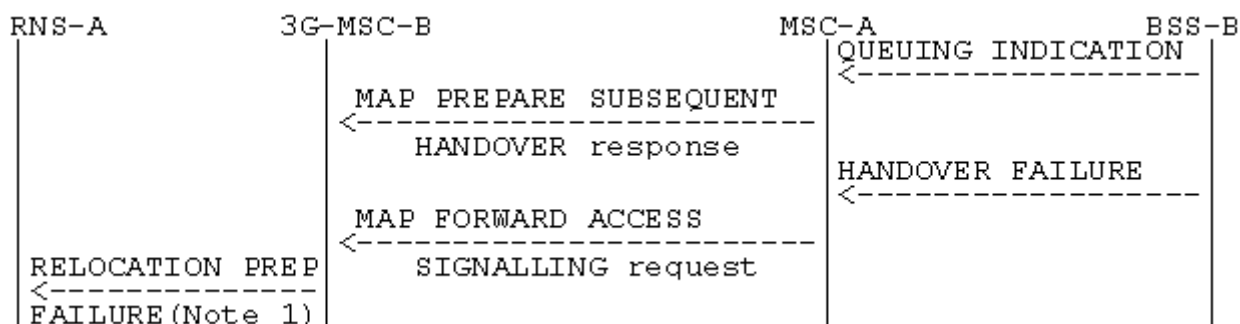 RNS-A 3G-MSC-B MSC-A BSS-B
QUEUING INDICATION
MAP PREPARE SUBSEQUENT
HANDOVER response
HANDOVER FAILURE
MAP FORWARD ACCESS
SIGNALLING request
RELOCATION PREP
FAILURE(Note 1)